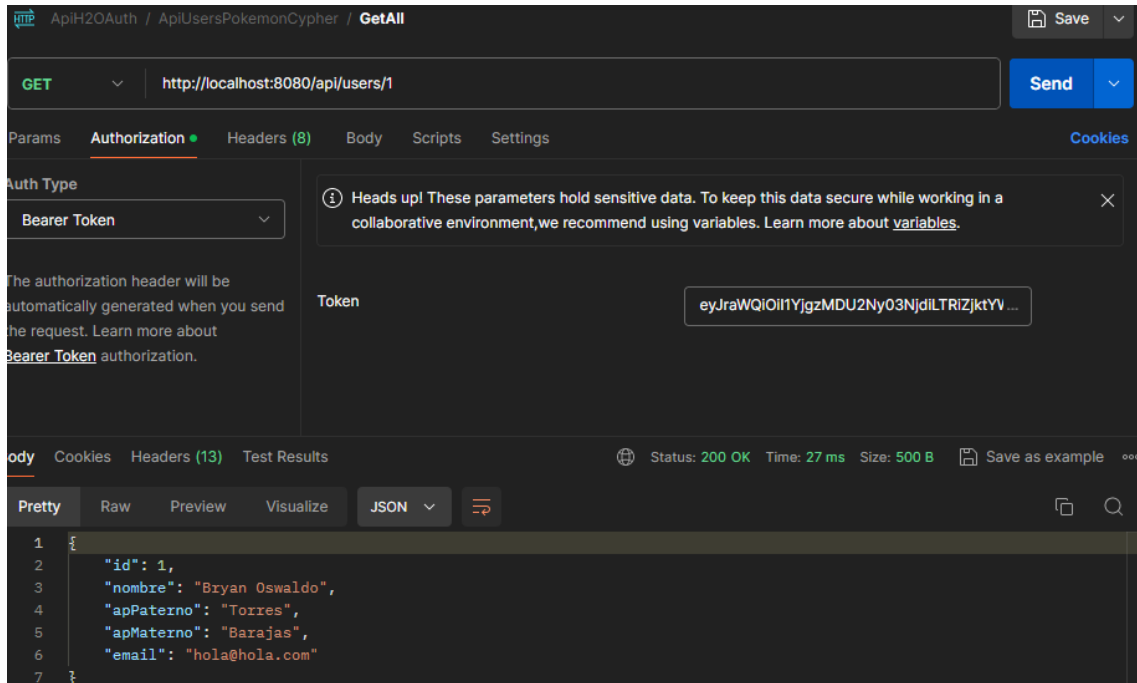 HTTP ApiH2OAuth / ApiUsersPokemonCypher / GetAll Save
GET http://localhost:8080/api/users/1 Send
Params Authorization Headers (8) Body Scripts Settings Cookies
Auth Type
Bearer Token
The authorization header will be
automatically generated when you send
the request. Learn more about
Bearer Token authorization.
Heads up! These parameters hold sensitive data. To keep this data secure while working in a
collaborative environment,we recommend using variables. Learn more about variables.
Token
ody Cookies Headers (13) Test Results Status: 200 OK Time: 27 ms Size: 500 B Save as example
Pretty Raw Preview Visualize JSON
1 {
2 "id": 1,
3 "nombre": "Bryan Oswaldo",
4 "apPaterno": "Torres",
5 "apMaterno": "Barajas",
6 "email": "hola@hola.com"
7 }